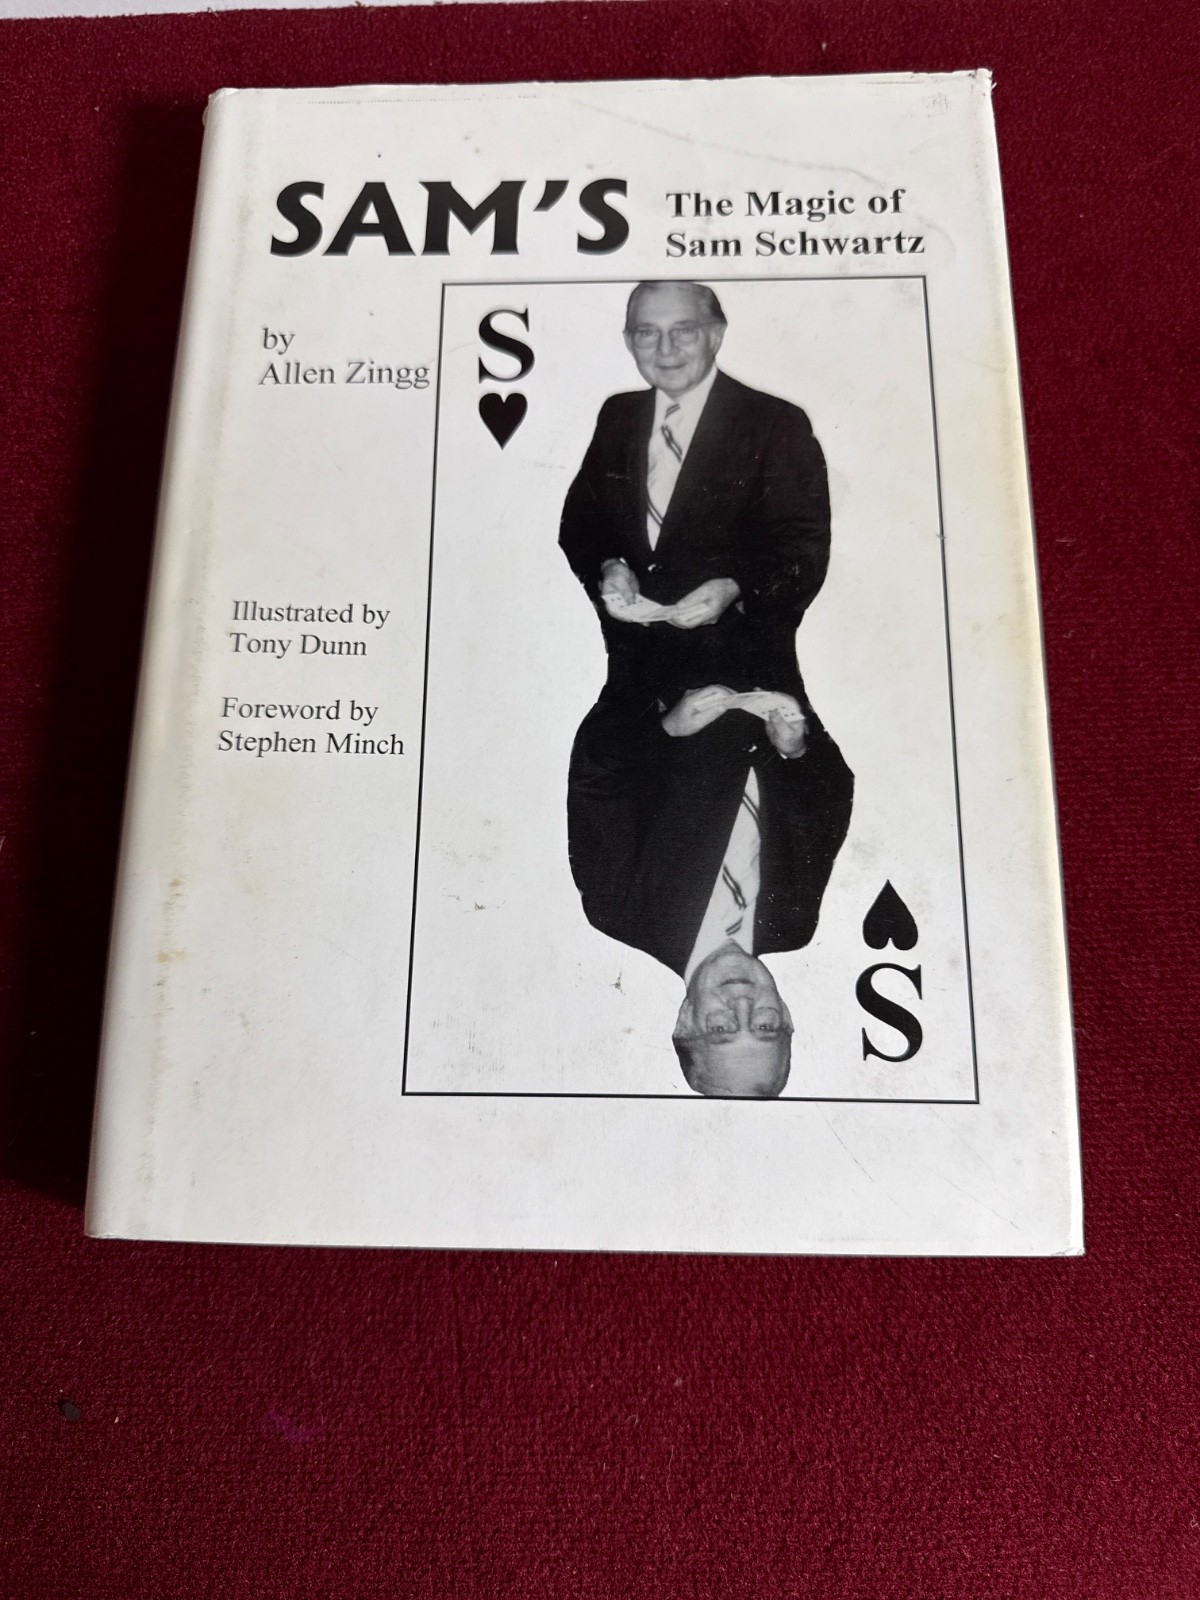 SAM'S
The Magic of
Sam Schwartz
by
Allen Zingg
S
Illustrated by
Tony Dunn
Foreword by
Stephen Minch
S